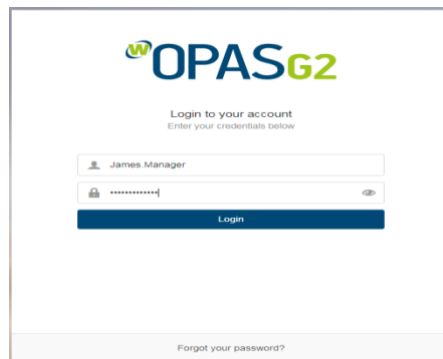 w OPASG2
Login to your account
Enter your credentials below
James.Manager
•••••••••••••
Login
Forgot your password?